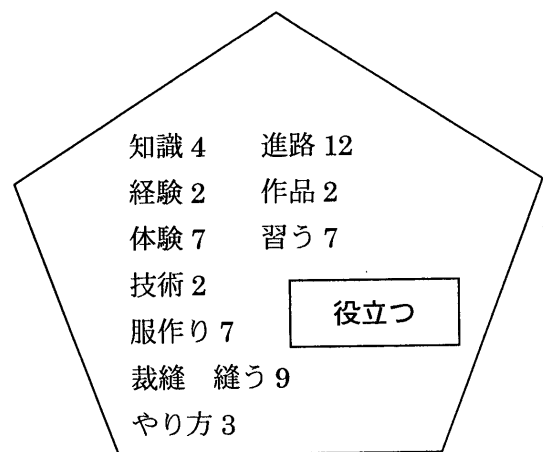 知識 4 進路 12
経験 2 作品 2
体験 7 習う 7
技術 2
役立つ
服作り 7
裁縫 縫う 9
やり方 3